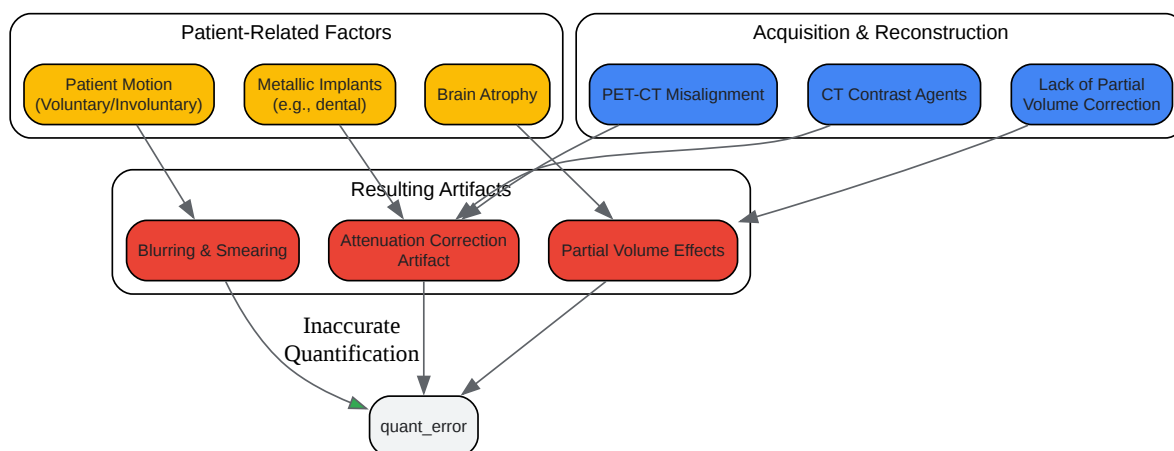 Patient-Related Factors
Acquisition & Reconstruction
Patient Motion
(Voluntary/Involuntary)
Metallic Implants
(e.g., dental)
Brain Atrophy
PET-CT Misalignment
CT Contrast Agents
Lack of Partial
Volume Correction
Resulting Artifacts
Blurring & Smearing
Attenuation Correction
Artifact
Partial Volume Effects
Inaccurate
Quantification
quant_error